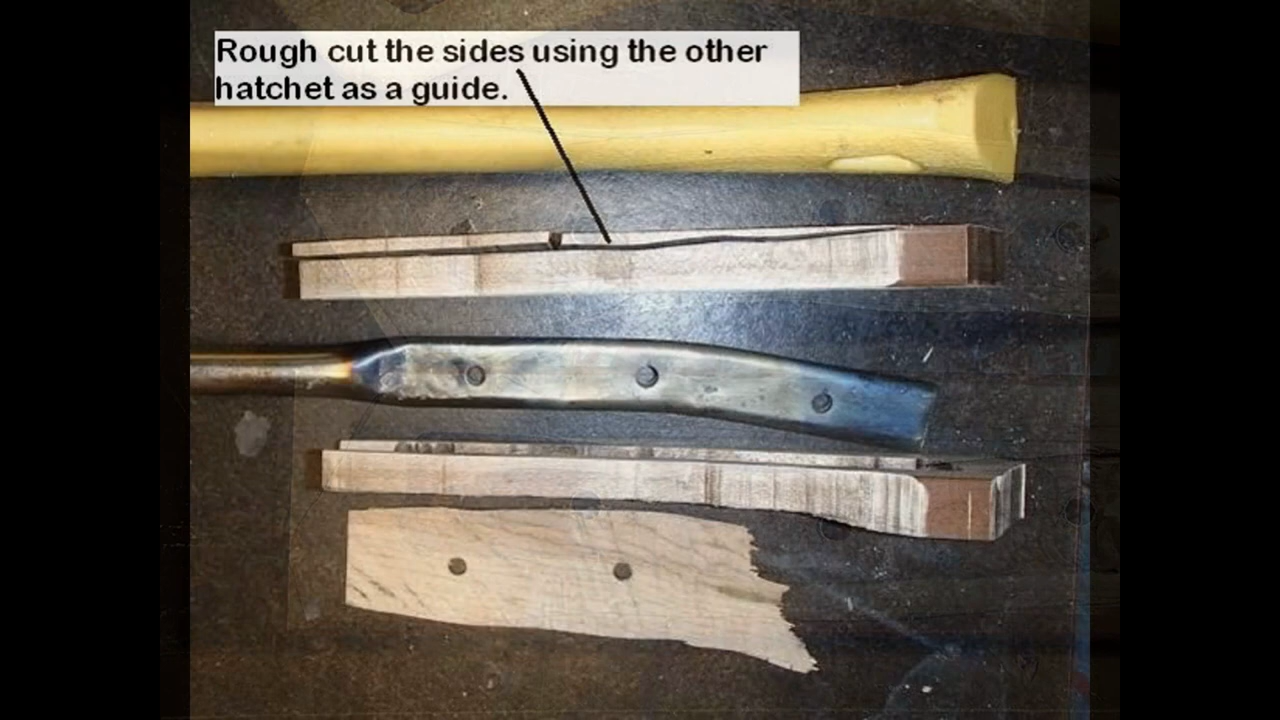 Rough cut the sides using the other
hatchet as a guide.